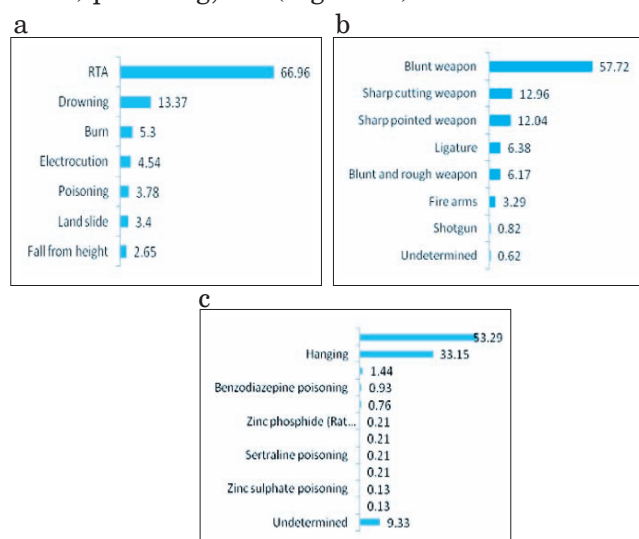 poisoning,
a
b
RTA 66.96
Drowning 13.37
Burn 5.3
Electrocution 4.54
Poisoning 3.78
Land slide 3.4
Fall from height 2.65
Blunt weapon 57.72
Sharp cutting weapon 12.96
Sharp pointed weapon 12.04
Ligature 6.38
Blunt and rough weapon 6.17
Fire arms 3.29
Shotgun 0.82
Undetermined 0.62
c
53.29
Hanging 33.15
1.44
Benzodiazepine poisoning 0.93
0.76
Zinc phosphide (Rat... 0.21
0.21
Sertraline poisoning 0.21
0.21
Zinc sulphate poisoning 0.13
0.13
Undetermined 9.33